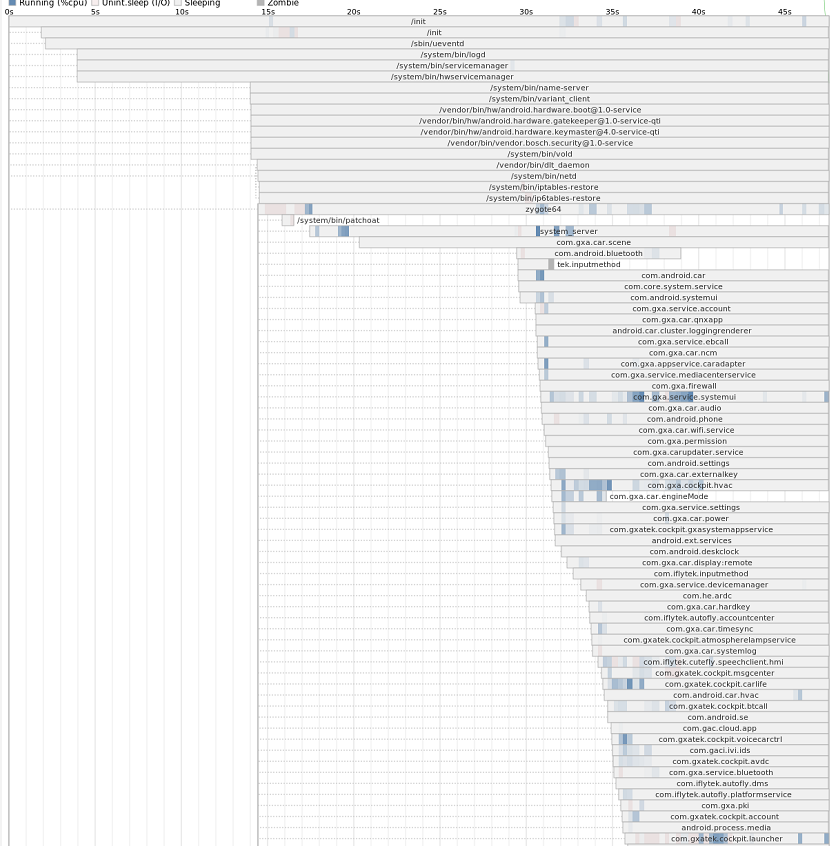 Running (%cpu) Unint.sleep (I/O) Sleeping Zombie
0s 5s 10s 15s 20s 25s 30s 35s 40s 45s
/init
/init
/sbin/ueventd
/system/bin/logd
/system/bin/servicemanager
/system/bin/hwservicemanager
/system/bin/name-server
/system/bin/variant_client
/vendor/bin/hw/android.hardware.boot@1.0-service
/vendor/bin/hw/android.hardware.gatekeeper@1.0-service-qti
/vendor/bin/hw/android.hardware.keymaster@4.0-service-qti
/vendor/bin/vendor.bosch.security@1.0-service
/system/bin/vold
/vendor/bin/dlt_daemon
/system/bin/netd
/system/bin/iptables-restore
/system/bin/ip6tables-restore
zygote64
/system/bin/patchoat
system_server
com.gxa.car.scene
com.android.bluetooth
tek.inputmethod
com.android.car
com.core.system.service
com.android.systemui
com.gxa.service.account
com.gxa.car.qnxapp
android.car.cluster.loggingrenderer
com.gxa.service.ebcall
com.gxa.car.ncm
com.gxa.appservice.caradapter
com.gxa.service.mediacenterservice
com.gxa.firewall
com.gxa.service.systemui
com.gxa.car.audio
com.android.phone
com.gxa.car.wifi.service
com.gxa.permission
com.gxa.carupdater.service
com.android.settings
com.gxa.car.externalkey
com.gxa.cockpit.hvac
com.gxa.car.engineMode
com.gxa.service.settings
com.gxa.car.power
com.gxatek.cockpit.gxasystemappservice
android.ext.services
com.android.deskclock
com.gxa.car.display:remote
com.iflytek.inputmethod
com.gxa.service.devicemanager
com.he.ardc
com.gxa.car.hardkey
com.iflytek.autofly.accountcenter
com.gxa.car.timesync
com.gxatek.cockpit.atmospherelampservice
com.gxa.car.systemlog
com.iflytek.cutefly.speechclient.hmi
com.gxatek.cockpit.msgcenter
com.gxatek.cockpit.carlife
com.android.car.hvac
com.gxatek.cockpit.btcall
com.android.se
com.gac.cloud.app
com.gxatek.cockpit.voicecarctrl
com.gaci.ivi.ids
com.gxatek.cockpit.avdc
com.gxa.service.bluetooth
com.iflytek.autofly.dms
com.iflytek.autofly.platformservice
com.gxa.pki
com.gxatek.cockpit.account
android.process.media
com.gxatek.cockpit.launcher